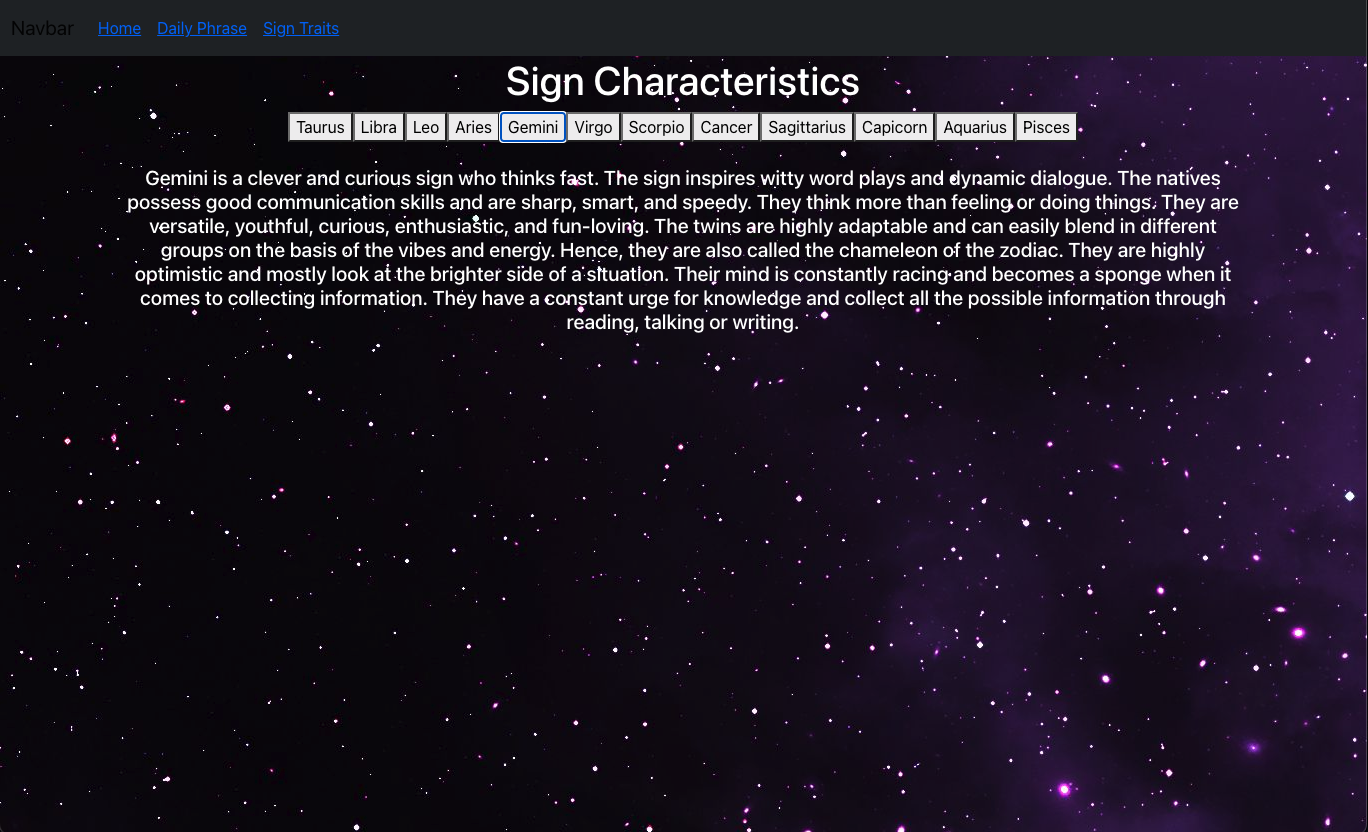 Navbar Home Daily Phrase Sign Traits
Sign Characteristics
Taurus Libra Leo Aries Gemini Virgo Scorpio Cancer Sagittarius Capicorn Aquarius Pisces
Gemini is a clever and curious sign who thinks fast. The sign inspires witty word plays and dynamic dialogue. The natives
possess good communication skills and are sharp, smart, and speedy. They think more than feeling or doing things. They are
versatile, youthful, curious, enthusiastic, and fun-loving. The twins are highly adaptable and can easily blend in different
groups on the basis of the vibes and energy. Hence, they are also called the chameleon of the zodiac. They are highly
optimistic and mostly look at the brighter side of a situation. Their mind is constantly racing and becomes a sponge when it
comes to collecting information. They have a constant urge for knowledge and collect all the possible information through
reading, talking or writing.